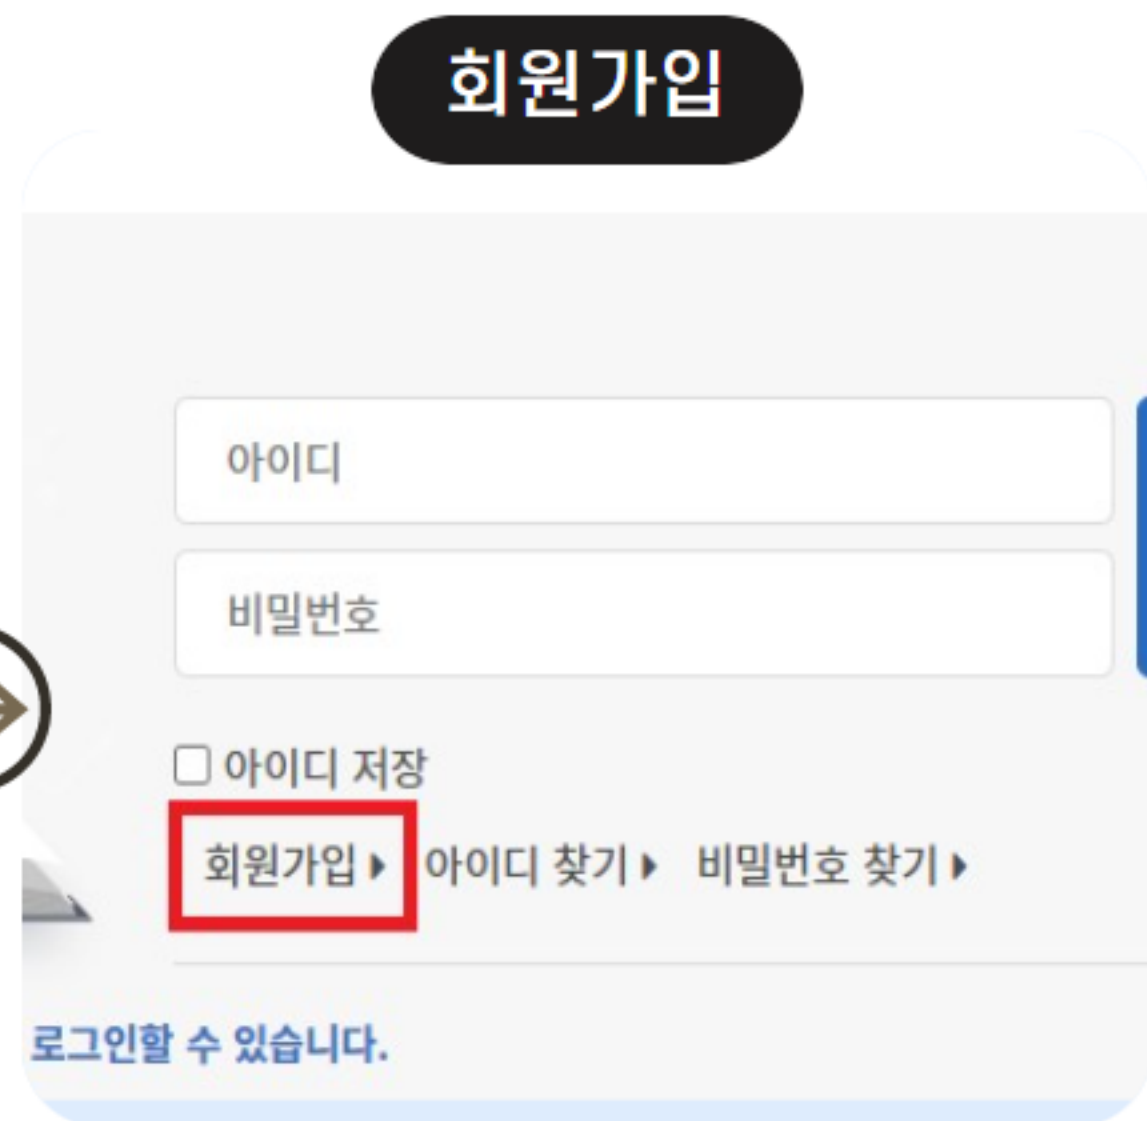 회원가입
아이디
비밀번호
아이디 저장
회원가입 아이디 찾기 비밀번호 찾기
로그인할 수 있습니다.